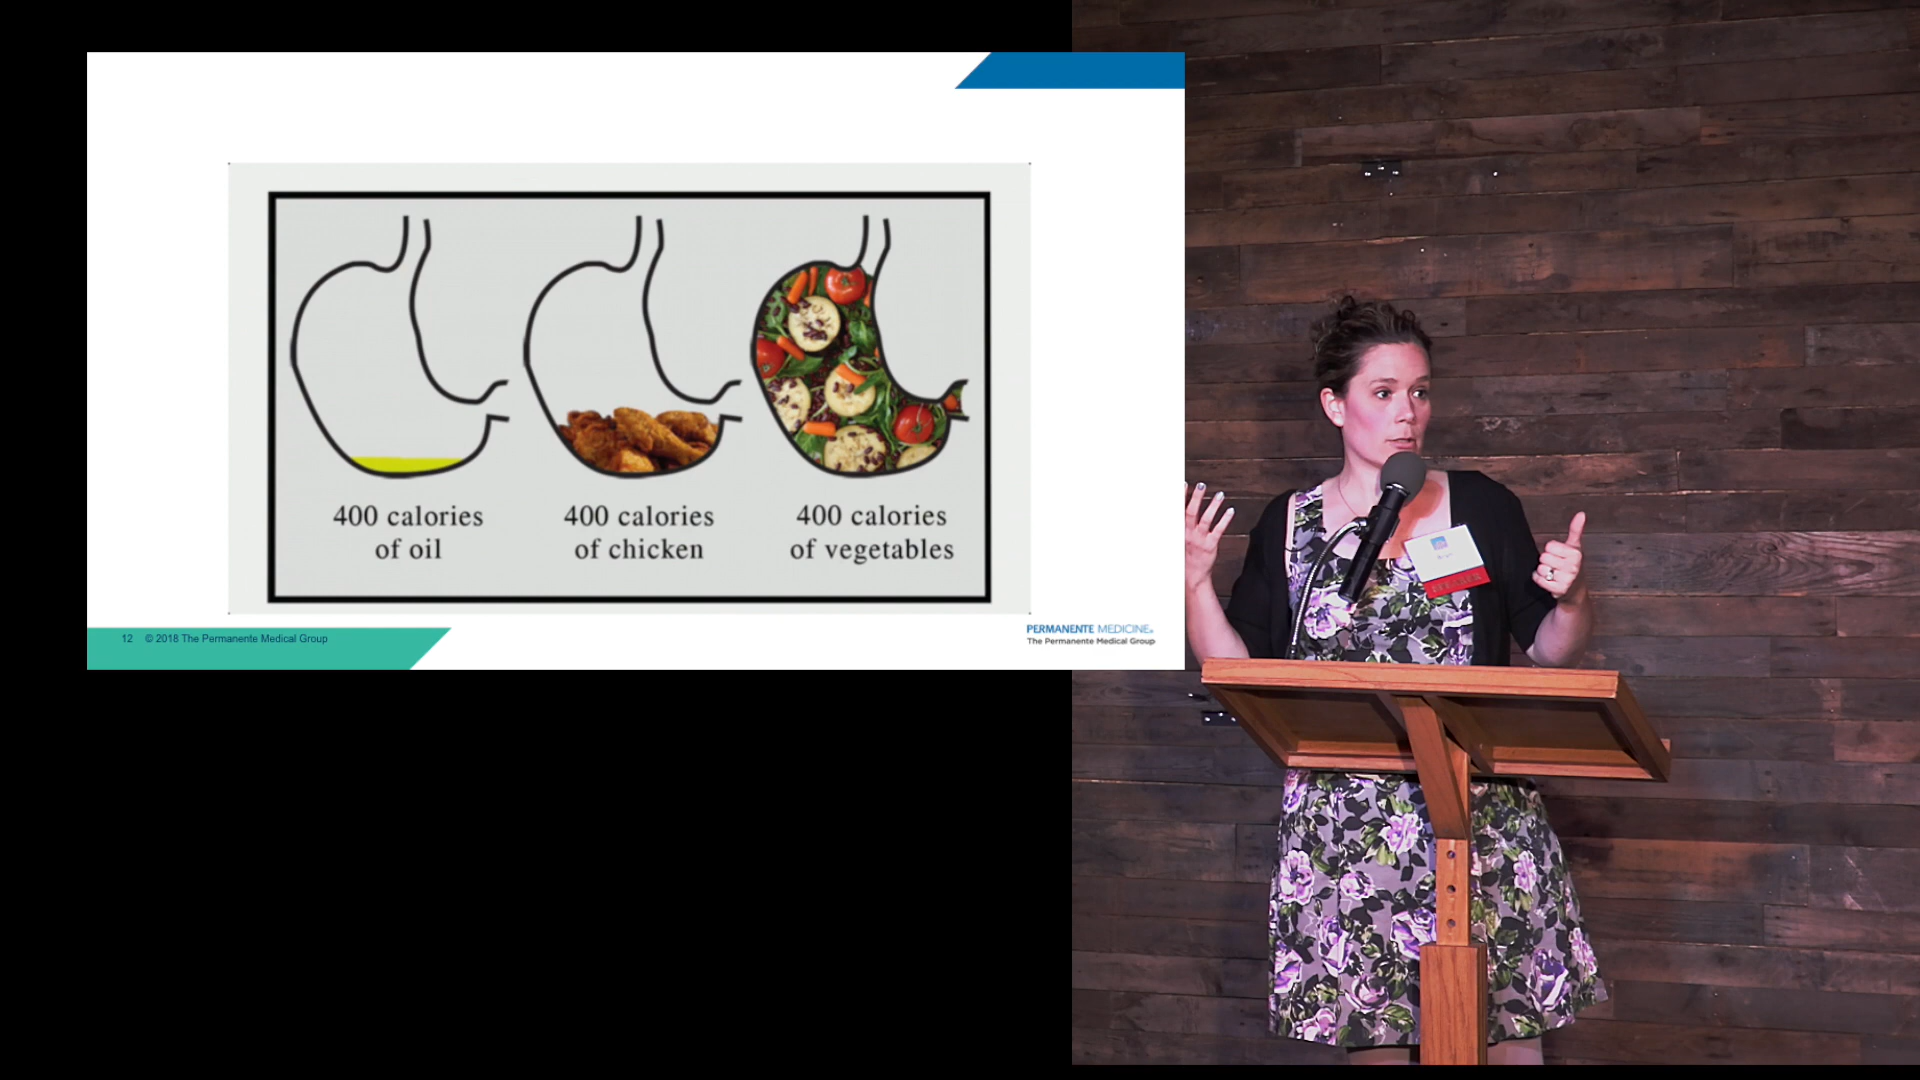 400 calories
of oil
400 calories
of chicken
400 calories
of vegetables
12 © 2018 The Permanente Medical Group
PERMANENTE MEDICINE®
The Permanente Medical Group